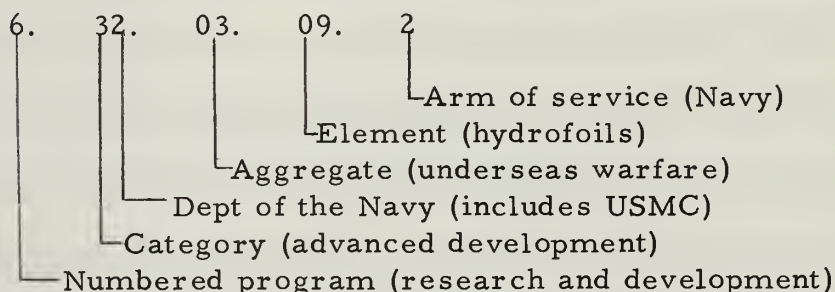 6. 32. 03. 09. 2
Arm of service (Navy)
Element (hydrofoils)
Aggregate (underseas warfare)
Dept of the Navy (includes USMC)
Category (advanced development)
Numbered program (research and development)